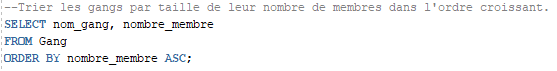 --Trier les gangs par taille de leur nombre de membres dans l'ordre croissant.
SELECT nom_gang, nombre_membre
FROM Gang
ORDER BY nombre_membre ASC;